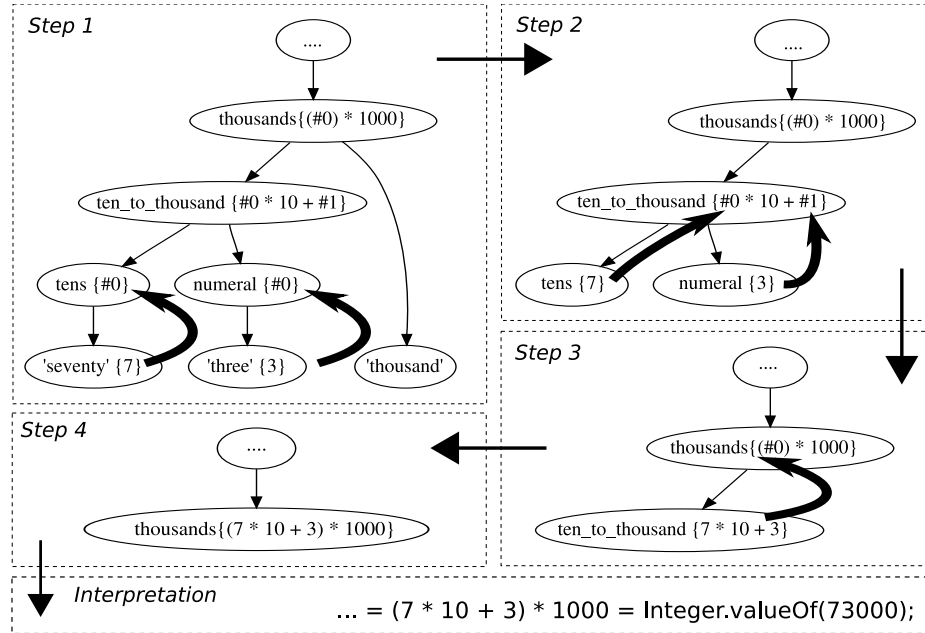 Step 1
....
thousands{(#0) * 1000}
ten_to_thousand {#0 * 10 + #1}
tens {#0}
numeral {#0}
'seventy' {7}
'three' {3}
'thousand'
Step 2
....
thousands{(#0) * 1000}
ten_to_thousand {#0 * 10 + #1}
tens {7}
numeral {3}
Step 3
....
thousands{(#0) * 1000}
ten_to_thousand {7 * 10 + 3}
Step 4
....
thousands{(7 * 10 + 3) * 1000}
Interpretation
... = (7 * 10 + 3) * 1000 = Integer.valueOf(73000);